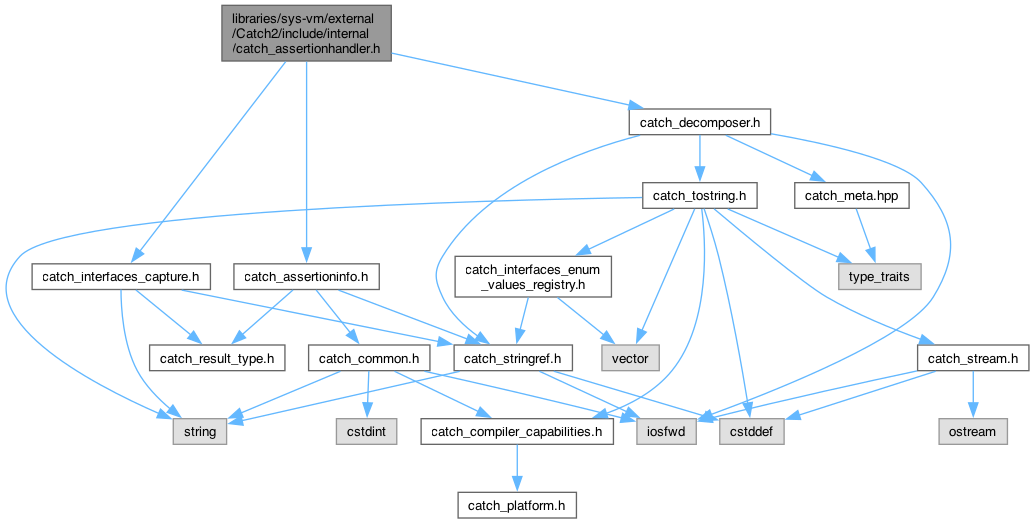 libraries/sys-vm/external
/Catch2/include/internal
/catch_assertionhandler.h
catch_decomposer.h
catch_tostring.h
catch_meta.hpp
catch_interfaces_capture.h
catch_assertioninfo.h
catch_interfaces_enum
_values_registry.h
type_traits
catch_result_type.h
catch_common.h
catch_stringref.h
vector
catch_stream.h
string
cstdint
catch_compiler_capabilities.h
iosfwd
cstddef
ostream
catch_platform.h